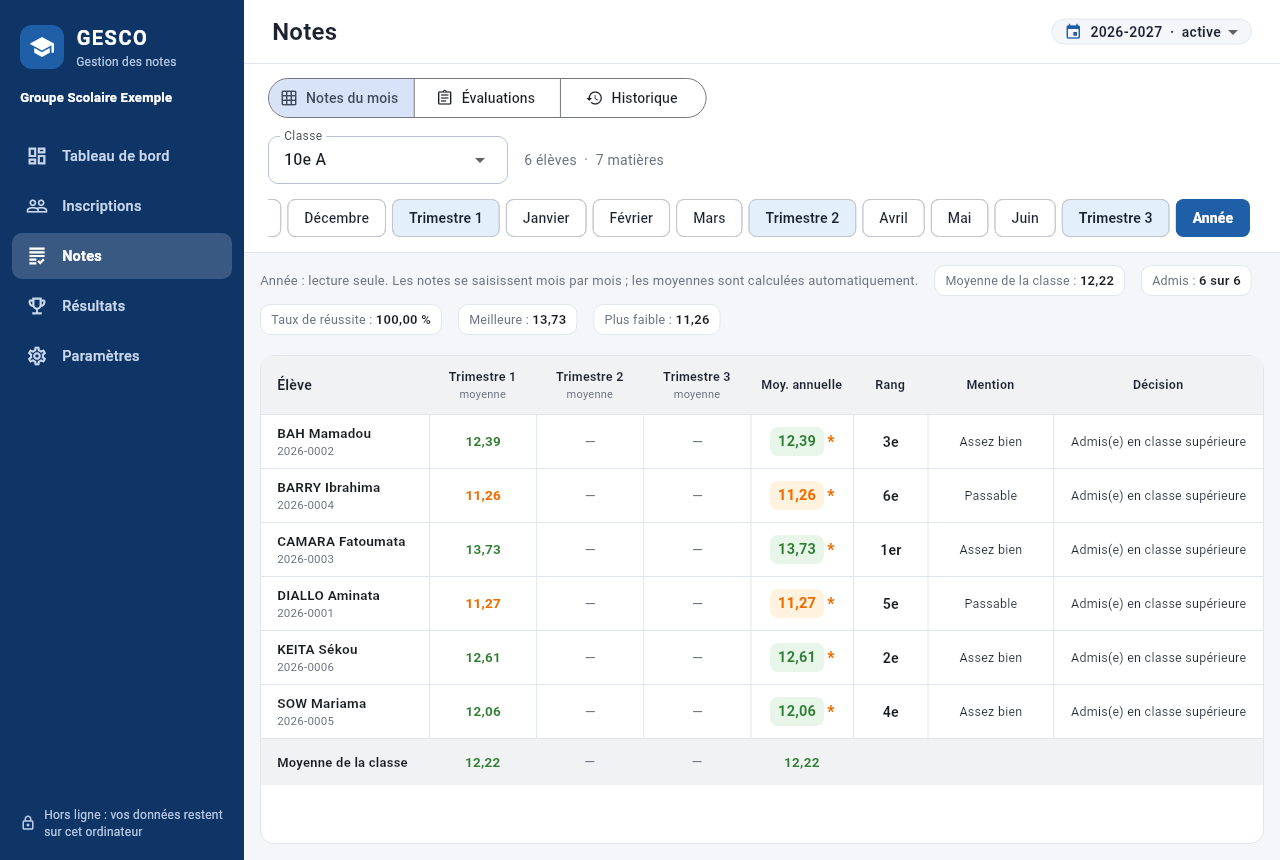 GESCO
Gestion des notes
Groupe Scolaire Exemple
Tableau de bord
Inscriptions
Notes
Résultats
Paramètres
Hors ligne : vos données restent
sur cet ordinateur
Notes
2026-2027 · active
Notes du mois
Évaluations
Historique
Classe
10e A
6 élèves · 7 matières
Décembre
Trimestre 1
Janvier
Février
Mars
Trimestre 2
Avril
Mai
Juin
Trimestre 3
Année
Année : lecture seule. Les notes se saisissent mois par mois ; les moyennes sont calculées automatiquement.
Moyenne de la classe : 12,22
Admis : 6 sur 6
Taux de réussite : 100,00 %
Meilleure : 13,73
Plus faible : 11,26
Élève
Trimestre 1
moyenne
Trimestre 2
moyenne
Trimestre 3
moyenne
Moy. annuelle
Rang
Mention
Décision
BAH Mamadou
2026-0002
12,39 — — 12,39 * 3e Assez bien Admis(e) en classe supérieure
BARRY Ibrahima
2026-0004
11,26 — — 11,26 * 6e Passable Admis(e) en classe supérieure
CAMARA Fatoumata
2026-0003
13,73 — — 13,73 * 1er Assez bien Admis(e) en classe supérieure
DIALLO Aminata
2026-0001
11,27 — — 11,27 * 5e Passable Admis(e) en classe supérieure
KEITA Sékou
2026-0006
12,61 — — 12,61 * 2e Assez bien Admis(e) en classe supérieure
SOW Mariama
2026-0005
12,06 — — 12,06 * 4e Assez bien Admis(e) en classe supérieure
Moyenne de la classe 12,22 — — 12,22